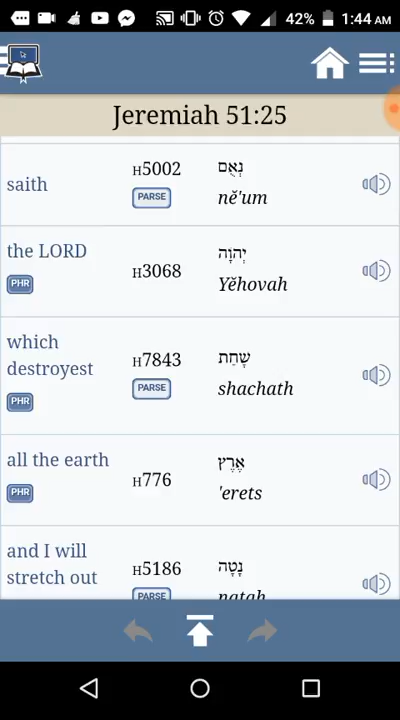 42% 1:44 AM
Jeremiah 51:25
saith H5002 נְאֻם
PARSE nĕ'um
the LORD H3068 יְהֹוָה
PHR Yĕhovah
which destroyest H7843 שָׁחַת
PHR PARSE shachath
all the earth H776 אֶרֶץ
PHR 'erets
and I will stretch out H5186 נָטָה
PARSE natah